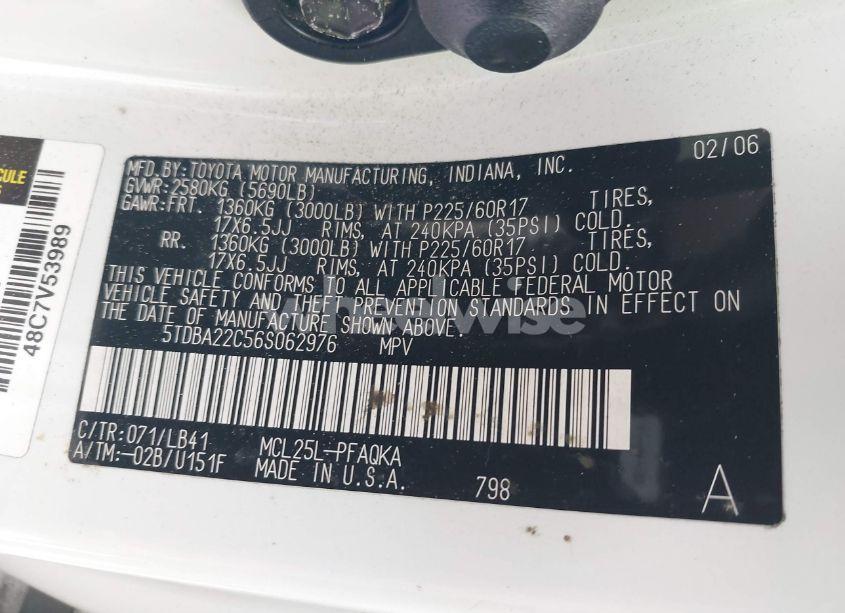 MFD.BY:TOYOTA MOTOR MANUFACTURING, INDIANA, INC. 02/06
GVWR:2580KG (5690LB)
GAWR:FRT. 1360KG (3000LB) WITH P225/60R17 TIRES,
17X6.5JJ RIMS, AT 240KPA (35PSI) COLD.
RR. 1360KG (3000LB) WITH P225/60R17 TIRES,
17X6.5JJ RIMS, AT 240KPA (35PSI) COLD.
THIS VEHICLE CONFORMS TO ALL APPLICABLE FEDERAL MOTOR
VEHICLE SAFETY AND THEFT PREVENTION STANDARDS IN EFFECT ON
THE DATE OF MANUFACTURE SHOWN ABOVE.
5TDBA22C56S062976 MPV
C/TR:071/LB41 MCL25L-PFAQKA
A/TM:-02B/U151F MADE IN U.S.A. 798 A
48C7V53989
wheelwise